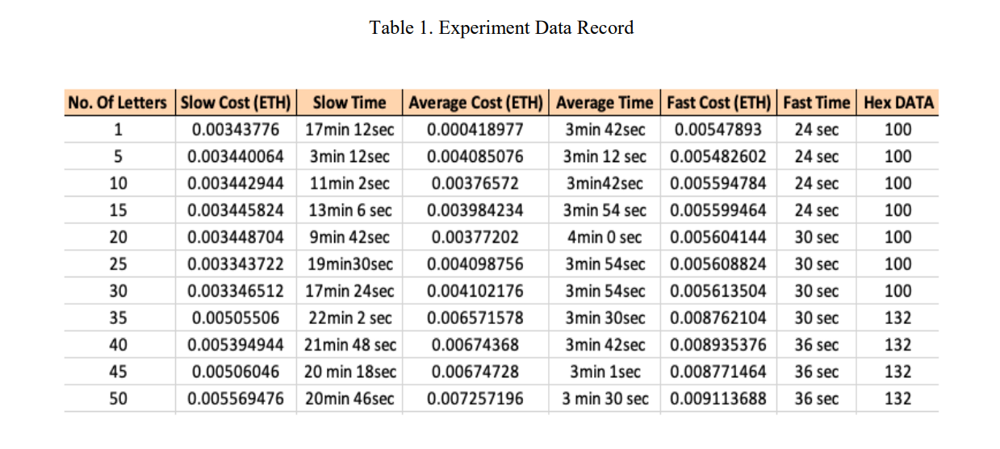 Table 1. Experiment Data Record
No. Of Letters Slow Cost (ETH) Slow Time Average Cost (ETH) Average Time Fast Cost (ETH) Fast Time Hex DATA
1 0.00343776 17min 12sec 0.000418977 3min 42sec 0.00547893 24 sec 100
5 0.003440064 3min 12sec 0.004085076 3min 12 sec 0.005482602 24 sec 100
10 0.003442944 11min 2sec 0.00376572 3min42sec 0.005594784 24 sec 100
15 0.003445824 13min 6 sec 0.003984234 3min 54 sec 0.005599464 24 sec 100
20 0.003448704 9min 42sec 0.00377202 4min 0 sec 0.005604144 30 sec 100
25 0.003343722 19min30sec 0.004098756 3min 54sec 0.005608824 30 sec 100
30 0.003346512 17min 24sec 0.004102176 3min 54sec 0.005613504 30 sec 100
35 0.00505506 22min 2 sec 0.006571578 3min 30sec 0.008762104 30 sec 132
40 0.005394944 21min 48 sec 0.00674368 3min 42sec 0.008935376 36 sec 132
45 0.00506046 20 min 18sec 0.00674728 3min 1sec 0.008771464 36 sec 132
50 0.005569476 20min 46sec 0.007257196 3 min 30 sec 0.009113688 36 sec 132